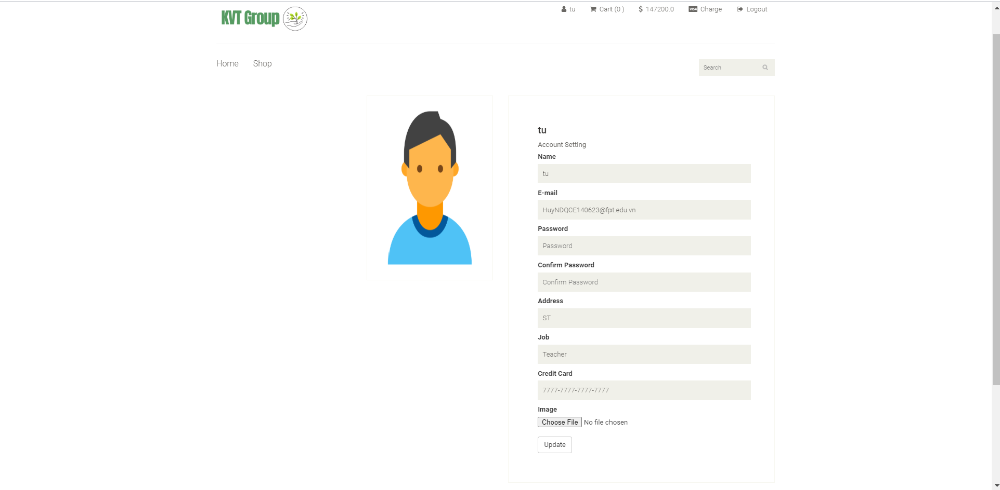 KVT Group
tu Cart (0 ) $ 147200.0 VISA Charge Logout
Home Shop
Search
tu
Account Setting
Name
tu
E-mail
HuyNDQCE140623@fpt.edu.vn
Password
Password
Confirm Password
Confirm Password
Address
ST
Job
Teacher
Credit Card
7777-7777-7777-7777
Image
Choose File No file chosen
Update